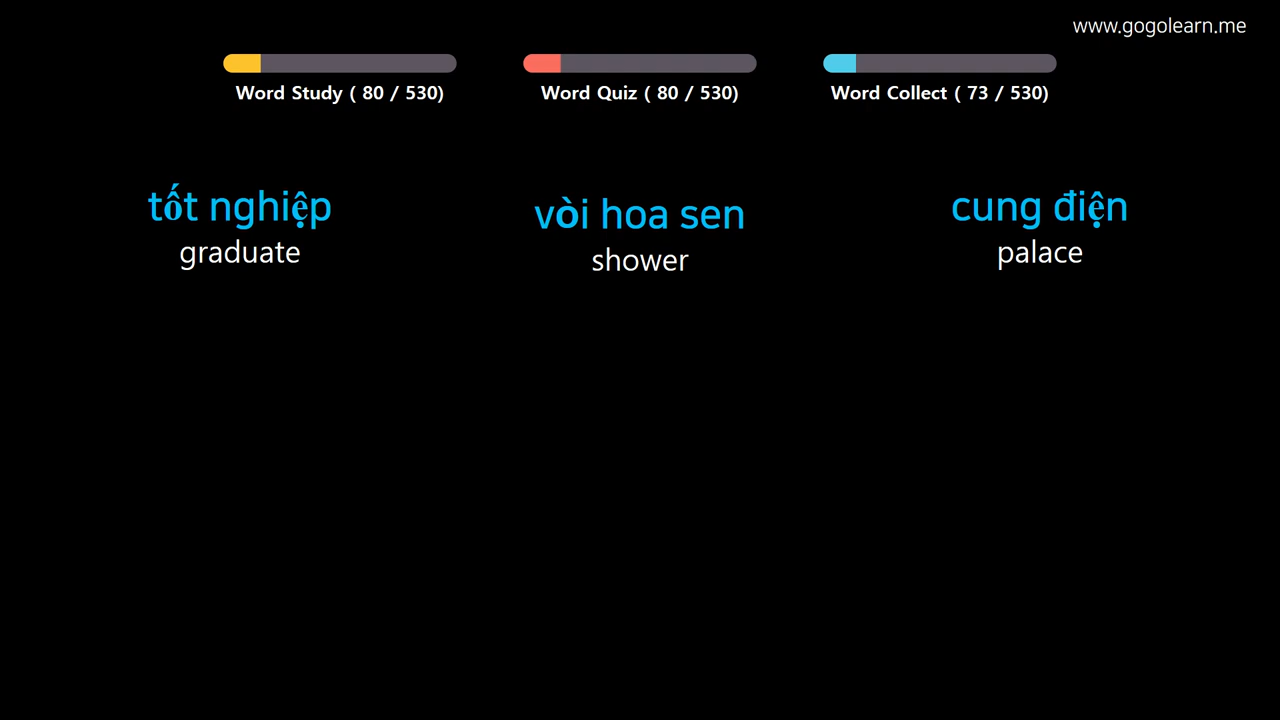 www.gogolearn.me
Word Study ( 80 / 530)
Word Quiz ( 80 / 530)
Word Collect ( 73 / 530)
tốt nghiệp
graduate
vòi hoa sen
shower
cung điện
palace